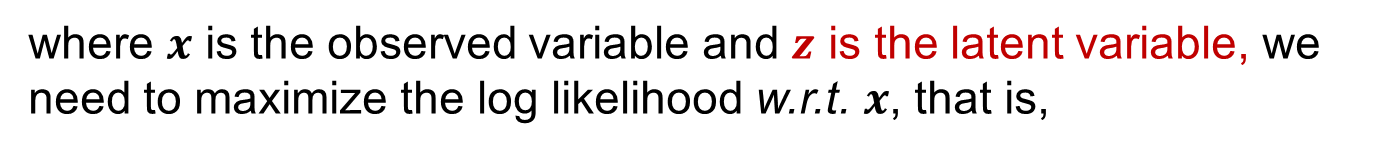 where x is the observed variable and z is the latent variable, we
need to maximize the log likelihood w.r.t. x, that is,